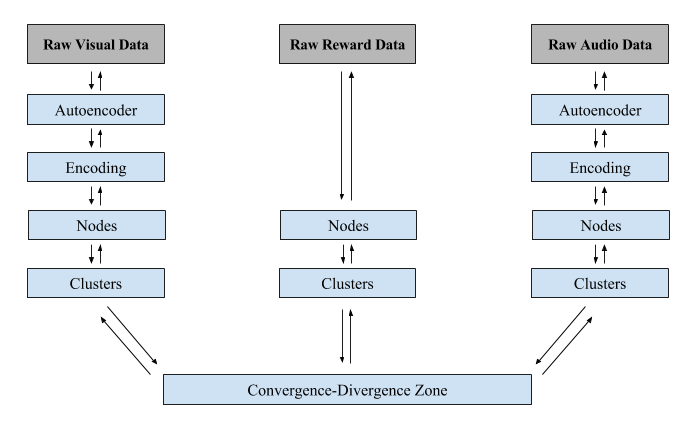 Raw Visual Data
Raw Reward Data
Raw Audio Data
Autoencoder
Autoencoder
Encoding
Encoding
Nodes
Nodes
Nodes
Clusters
Clusters
Clusters
Convergence-Divergence Zone